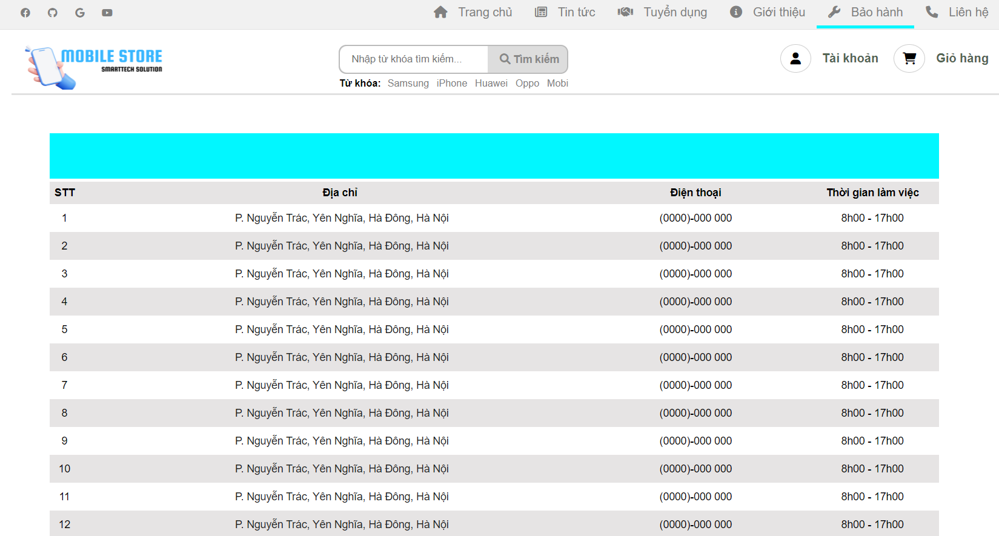 Trang chủ Tin tức Tuyển dụng Giới thiệu Bảo hành Liên hệ
MOBILE STORE
SMARTTECH SOLUTION
Nhập từ khóa tìm kiếm... Tìm kiếm
Tài khoản Giỏ hàng
Từ khóa: Samsung iPhone Huawei Oppo Mobi
STT Địa chỉ Điện thoại Thời gian làm việc
1 P. Nguyễn Trác, Yên Nghĩa, Hà Đông, Hà Nội (0000)-000 000 8h00 - 17h00
2 P. Nguyễn Trác, Yên Nghĩa, Hà Đông, Hà Nội (0000)-000 000 8h00 - 17h00
3 P. Nguyễn Trác, Yên Nghĩa, Hà Đông, Hà Nội (0000)-000 000 8h00 - 17h00
4 P. Nguyễn Trác, Yên Nghĩa, Hà Đông, Hà Nội (0000)-000 000 8h00 - 17h00
5 P. Nguyễn Trác, Yên Nghĩa, Hà Đông, Hà Nội (0000)-000 000 8h00 - 17h00
6 P. Nguyễn Trác, Yên Nghĩa, Hà Đông, Hà Nội (0000)-000 000 8h00 - 17h00
7 P. Nguyễn Trác, Yên Nghĩa, Hà Đông, Hà Nội (0000)-000 000 8h00 - 17h00
8 P. Nguyễn Trác, Yên Nghĩa, Hà Đông, Hà Nội (0000)-000 000 8h00 - 17h00
9 P. Nguyễn Trác, Yên Nghĩa, Hà Đông, Hà Nội (0000)-000 000 8h00 - 17h00
10 P. Nguyễn Trác, Yên Nghĩa, Hà Đông, Hà Nội (0000)-000 000 8h00 - 17h00
11 P. Nguyễn Trác, Yên Nghĩa, Hà Đông, Hà Nội (0000)-000 000 8h00 - 17h00
12 P. Nguyễn Trác, Yên Nghĩa, Hà Đông, Hà Nội (0000)-000 000 8h00 - 17h00